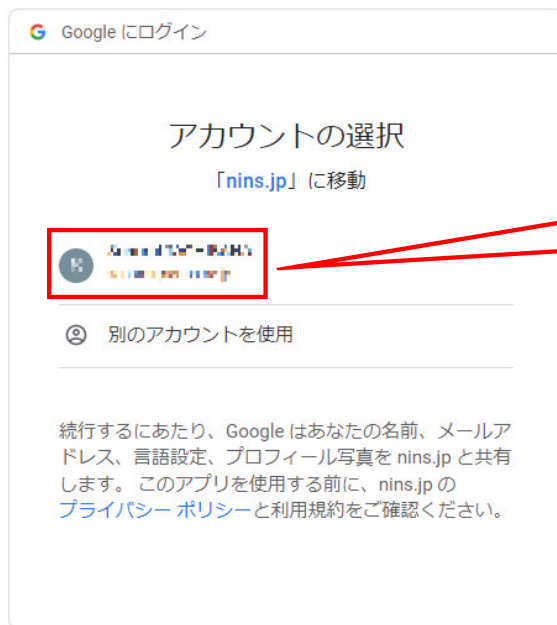 Google にログイン
アカウントの選択
「nins.jp」に移動
K
別のアカウントを使用
続行するにあたり、Google はあなたの名前、メールア
ドレス、言語設定、プロフィール写真を nins.jp と共有
します。 このアプリを使用する前に、nins.jp の
プライバシー ポリシーと利用規約をご確認ください。